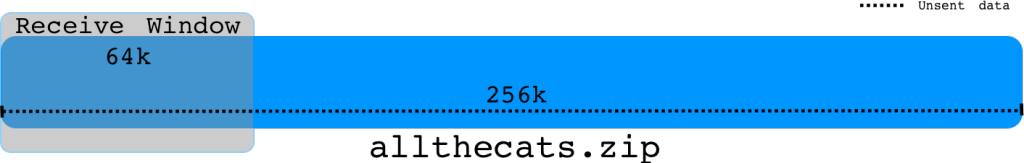 Unsent data
Receive Window
64k
256k
allthecats.zip